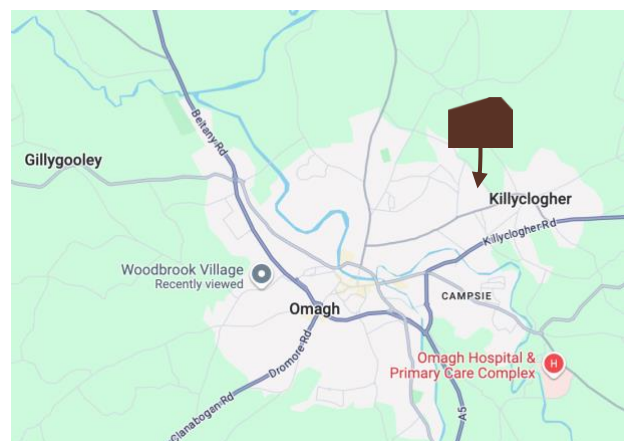 Beltany Rd
Gillygooley
Killyclogher
Killyclogher Rd
Woodbrook Village
Recently viewed
CAMPSIE
Omagh
Dromore Rd
Omagh Hospital &
Primary Care Complex
H
Clanabogan Rd
A5